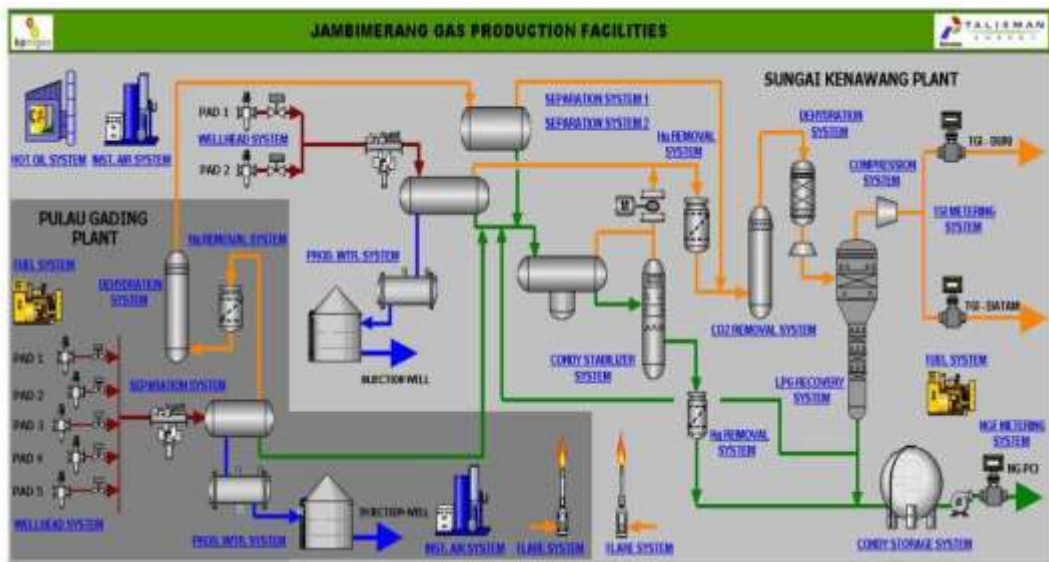 kpmigas
JAMBIMERANG GAS PRODUCTION FACILITIES
TALISMAN
ENERGY
SUNGAI KENAWANG PLANT
HOT OIL SYSTEM
INST. AIR SYSTEM
PAD 1
WELLHEAD SYSTEM
PAD 2
SEPARATION SYSTEM 1
SEPARATION SYSTEM 2
Hg REMOVAL
SYSTEM
DEHYDRATION
SYSTEM
COMPRESSION
SYSTEM
TGI - DURI
TGI METERING
SYSTEM
TGI - BATAM
PULAU GADING
PLANT
Hg REMOVAL SYSTEM
FUEL SYSTEM
DEHYDRATION
SYSTEM
PROD. WTR. SYSTEM
INJECTION WELL
CO2 REMOVAL SYSTEM
CONDY STABILIZER
SYSTEM
LPG RECOVERY
SYSTEM
FUEL SYSTEM
Hg REMOVAL
SYSTEM
NGF METERING
SYSTEM
NG-PCI
CONDY STORAGE SYSTEM
PAD 1
PAD 2
PAD 3
PAD 4
PAD 5
SEPARATION SYSTEM
WELLHEAD SYSTEM
PROD. WTR. SYSTEM
INJECTION WELL
INST. AIR SYSTEM
FLARE SYSTEM
FLARE SYSTEM